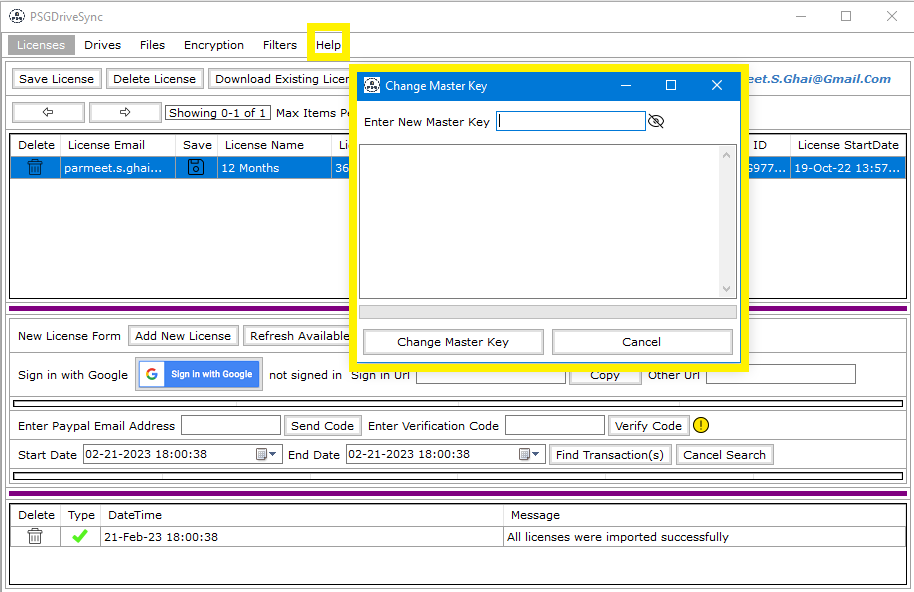 PSGDriveSync
Licenses Drives Files Encryption Filters Help
Save License Delete License Download Existing Licen eet.S.Ghai@Gmail.Com
Showing 0-1 of 1 Max Items P
Delete License Email Save License Name Li ID License StartDate
parmeet.s.ghai... 12 Months 36 G977... 19-Oct-22 13:57...
Change Master Key
Enter New Master Key
Change Master Key Cancel
New License Form Add New License Refresh Available
Sign in with Google G Sign in with Google not signed in Sign in Url Copy Other Url
Enter Paypal Email Address Send Code Enter Verification Code Verify Code
Start Date 02-21-2023 18:00:38 End Date 02-21-2023 18:00:38 Find Transaction(s) Cancel Search
Delete Type DateTime Message
21-Feb-23 18:00:38 All licenses were imported successfully